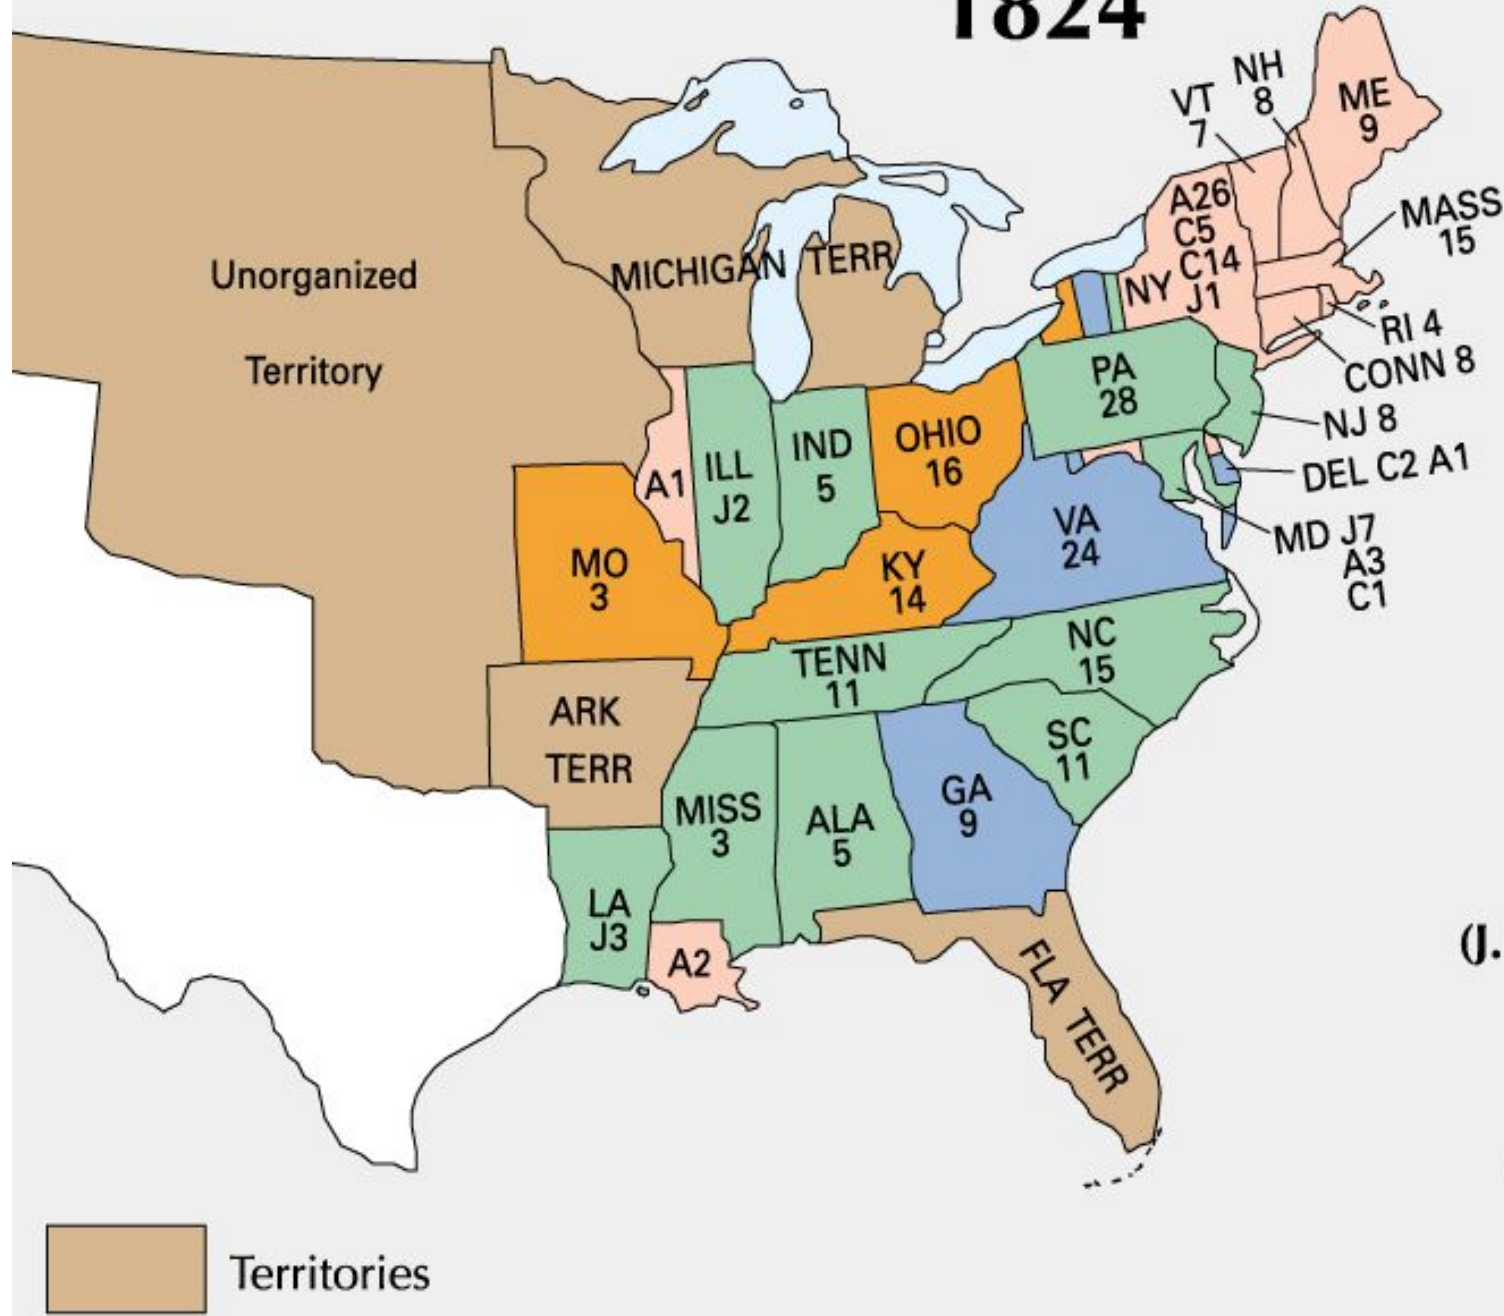 1824
NH
8
VT
7
ME
9
A26
C5
C14
NY J1
MASS
15
RI 4
CONN 8
NJ 8
DEL C2 A1
MD J7
A3
C1
Unorganized
Territory
MICHIGAN TERR
PA
28
OHIO
16
IND
5
ILL
J2
A1
MO
3
KY
14
VA
24
TENN
11
NC
15
SC
11
ARK
TERR
MISS
3
ALA
5
GA
9
LA
J3
A2
FLA TERR
(J.
Territories